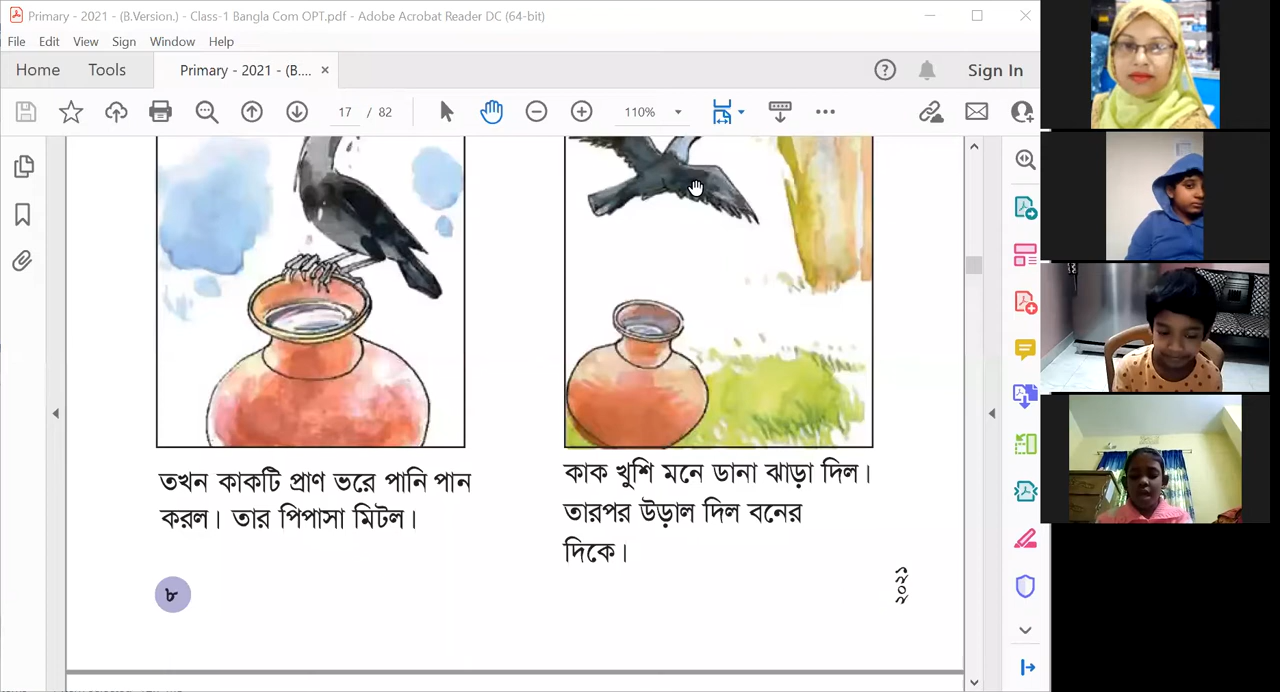 Primary - 2021 - (B.Version.) - Class-1 Bangla Com OPT.pdf - Adobe Acrobat Reader DC (64-bit)
File Edit View Sign Window Help
Home Tools Primary - 2021 - (B.... × Sign In
17 / 82 110%
তখন কাকটি প্রাণ ভরে পানি পান
করল। তার পিপাসা মিটল।
কাক খুশি মনে ডানা ঝাড়া দিল।
তারপর উড়াল দিল বনের
দিকে।
৮
২০২১